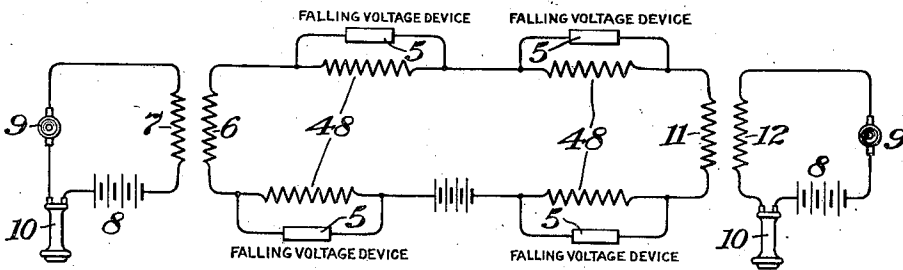 FALLING VOLTAGE DEVICE FALLING VOLTAGE DEVICE
5 5
9 7 6 48 48 11 12 9
8 8
10 5 5 10
FALLING VOLTAGE DEVICE FALLING VOLTAGE DEVICE